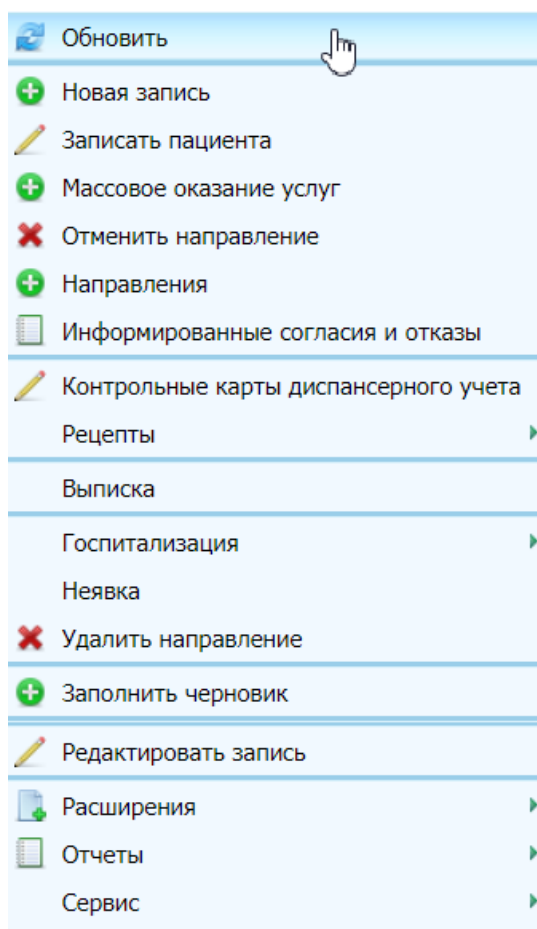 Обновить
Новая запись
Записать пациента
Массовое оказание услуг
Отменить направление
Направления
Информированные согласия и отказы
Контрольные карты диспансерного учета
Рецепты
Выписка
Госпитализация
Неявка
Удалить направление
Заполнить черновик
Редактировать запись
Расширения
Отчеты
Сервис